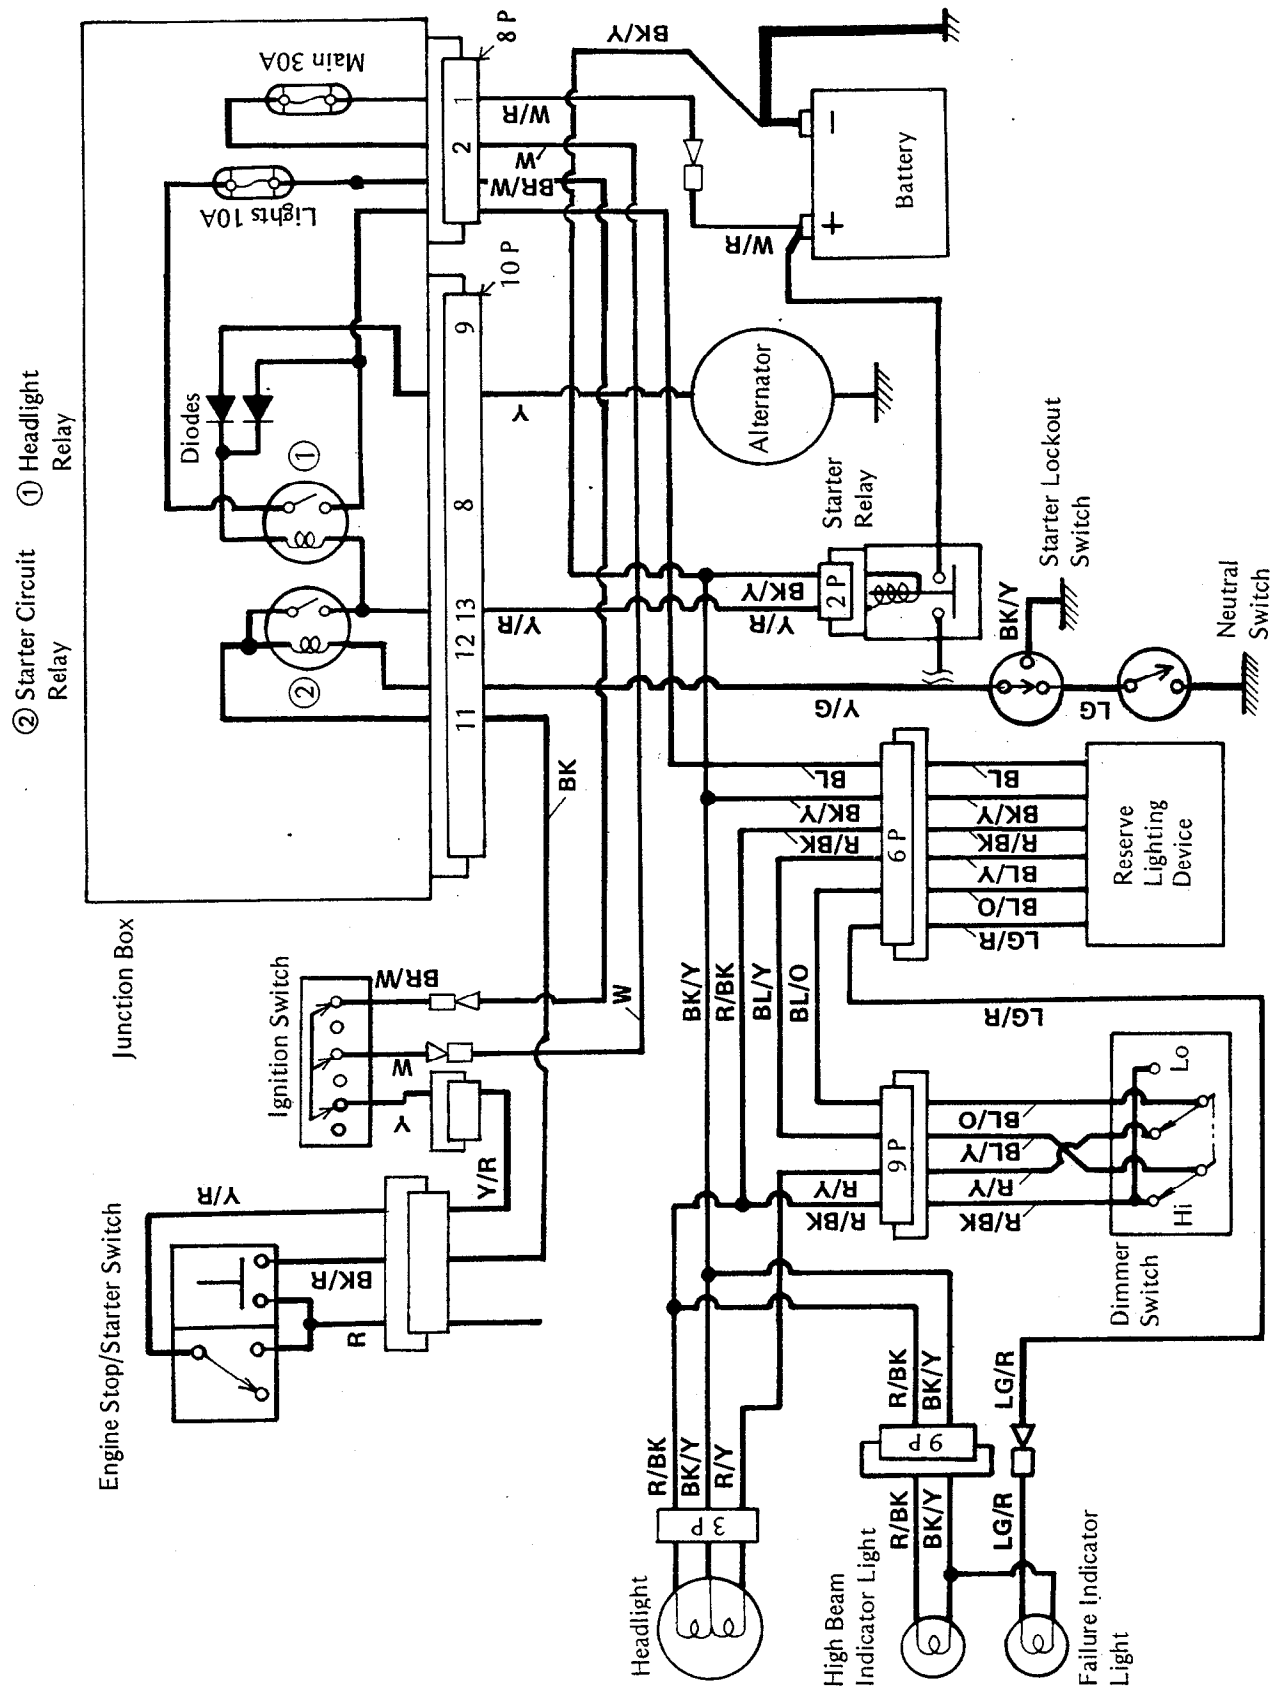 ① Headlight
Relay
② Starter Circuit
Relay
Junction Box
Main 30A
Lights 10A
Diodes
①
②
8 P
1
2
10 P
9
8
13
12
11
W/R
W
BR/W
BK/Y
W/R
Battery
+
−
Alternator
Y
Starter
Relay
2 P
BK/Y
Y/R
Y/R
Y/G
Starter Lockout
Switch
BK/Y
LG
Neutral
Switch
BK
Ignition Switch
BR/W
W
Y
W
Y/R
Engine Stop/Starter Switch
Y/R
BK/R
R
6 P
BL
BK/Y
R/BK
BL
BK/Y
R/BK
BL/Y
BL/O
LG/R
Reserve
Lighting
Device
BK/Y
R/BK
BL/Y
BL/O
LG/R
9 P
R/Y
R/BK
BL/O
BL/Y
R/Y
R/BK
Dimmer
Switch
Hi
Lo
Headlight
3 P
R/BK
BK/Y
R/Y
High Beam
Indicator Light
9 P
R/BK
BK/Y
R/BK
BK/Y
LG/R
LG/R
Failure Indicator
Light